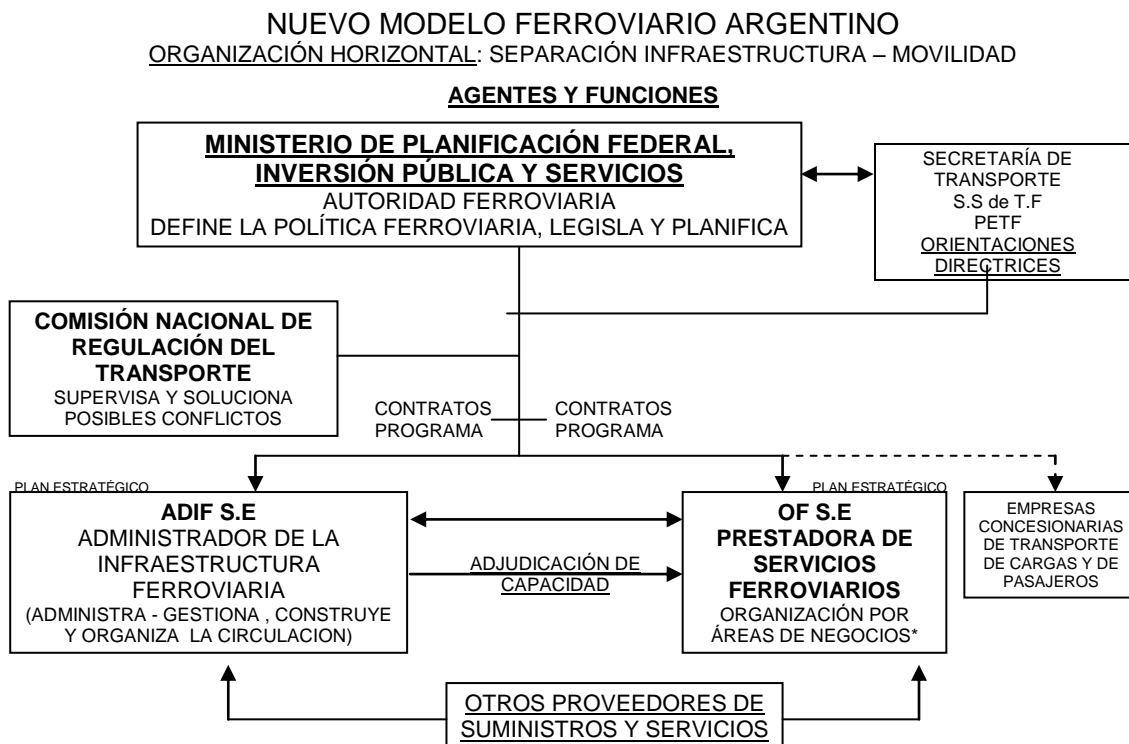 NUEVO MODELO FERROVIARIO ARGENTINO
ORGANIZACIÓN HORIZONTAL: SEPARACIÓN INFRAESTRUCTURA – MOVILIDAD
AGENTES Y FUNCIONES
MINISTERIO DE PLANIFICACIÓN FEDERAL,
INVERSIÓN PÚBLICA Y SERVICIOS
AUTORIDAD FERROVIARIA
DEFINE LA POLÍTICA FERROVIARIA, LEGISLA Y PLANIFICA
SECRETARÍA DE
TRANSPORTE
S.S de T.F
PETF
ORIENTACIONES
DIRECTRICES
COMISIÓN NACIONAL DE
REGULACIÓN DEL
TRANSPORTE
SUPERVISA Y SOLUCIONA
POSIBLES CONFLICTOS
CONTRATOS
PROGRAMA
CONTRATOS
PROGRAMA
PLAN ESTRATÉGICO
ADIF S.E
ADMINISTRADOR DE LA
INFRAESTRUCTURA
FERROVIARIA
(ADMINISTRA - GESTIONA , CONSTRUYE
Y ORGANIZA LA CIRCULACION)
ADJUDICACIÓN DE
CAPACIDAD
PLAN ESTRATÉGICO
OF S.E
PRESTADORA DE
SERVICIOS
FERROVIARIOS
ORGANIZACIÓN POR
ÁREAS DE NEGOCIOS*
EMPRESAS
CONCESIONARIAS
DE TRANSPORTE
DE CARGAS Y DE
PASAJEROS
OTROS PROVEEDORES DE
SUMINISTROS Y SERVICIOS